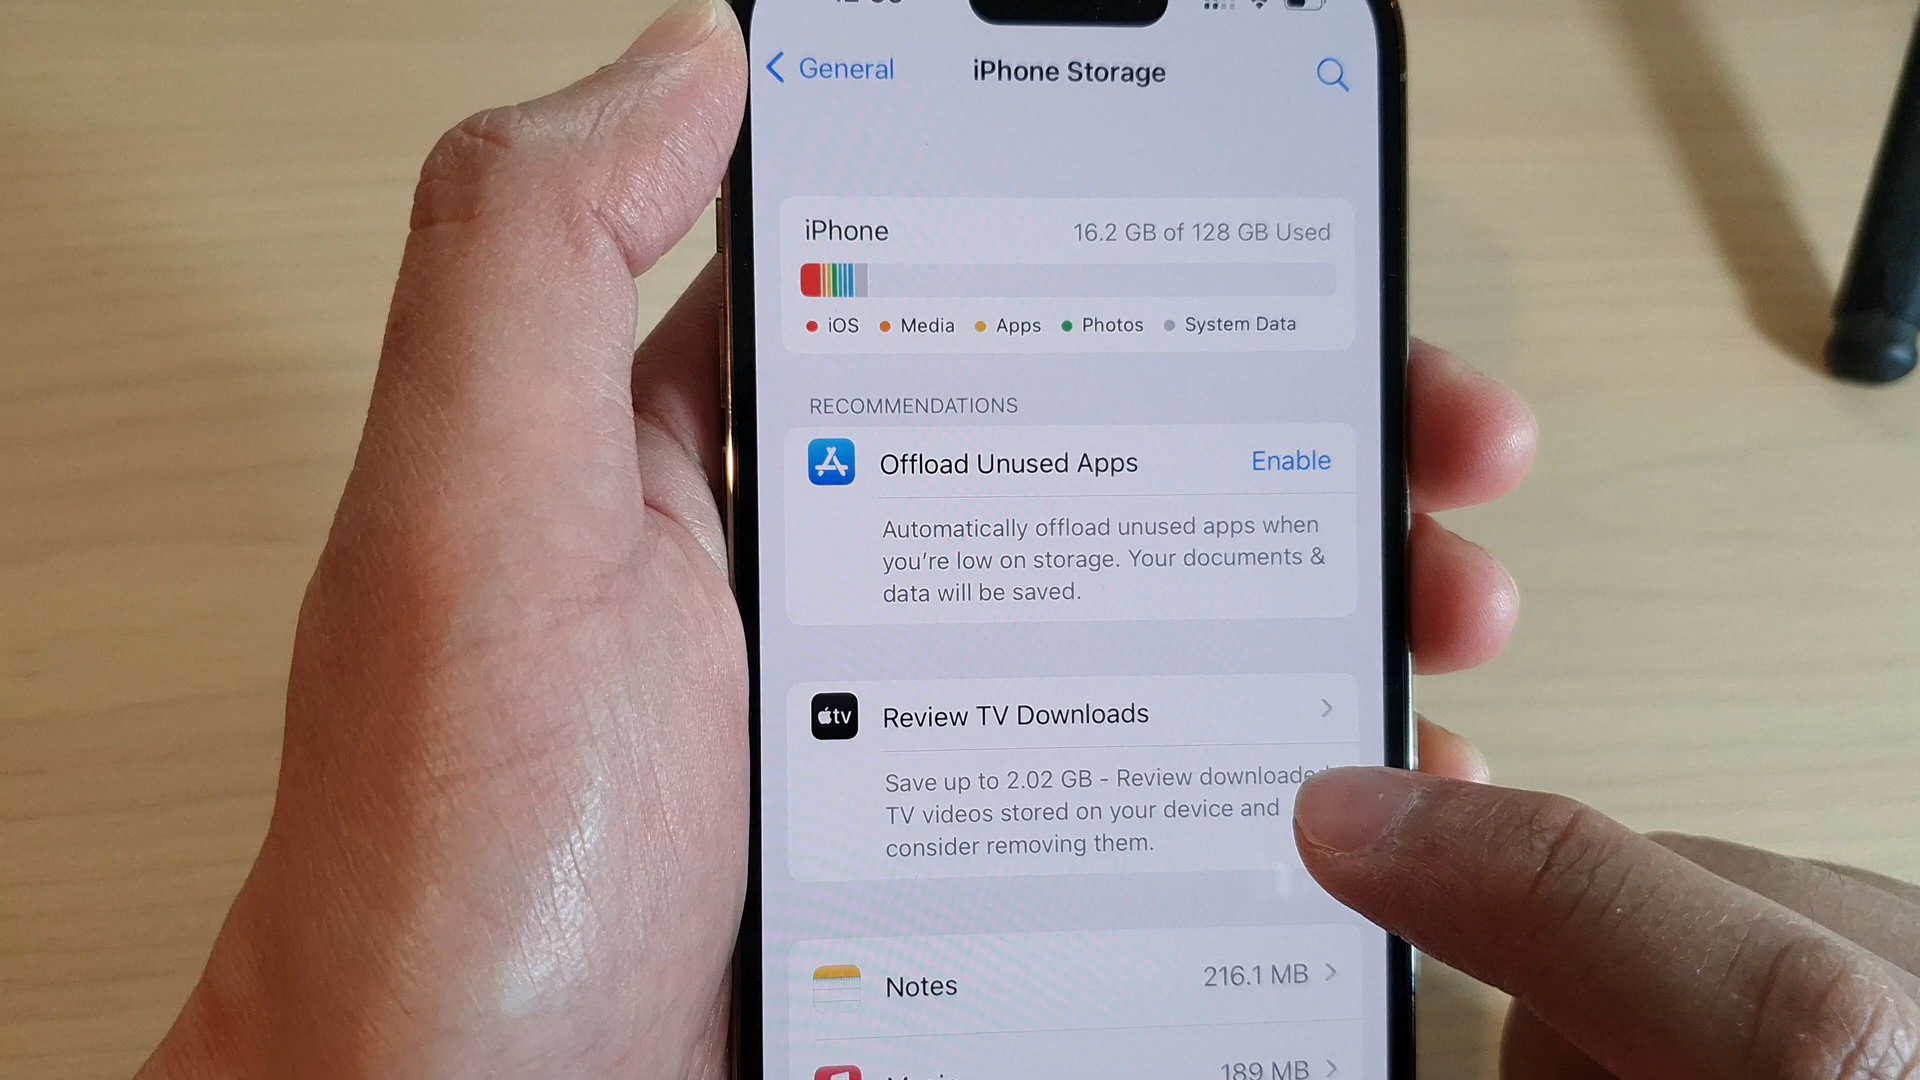 General
iPhone Storage
iPhone
16.2 GB of 128 GB Used
iOS
Media
Apps
Photos
System Data
RECOMMENDATIONS
Offload Unused Apps
Enable
Automatically offload unused apps when
you're low on storage. Your documents &
data will be saved.
tv
Review TV Downloads
Save up to 2.02 GB - Review downloade
TV videos stored on your device and
consider removing them.
Notes
216.1 MB
189 MB